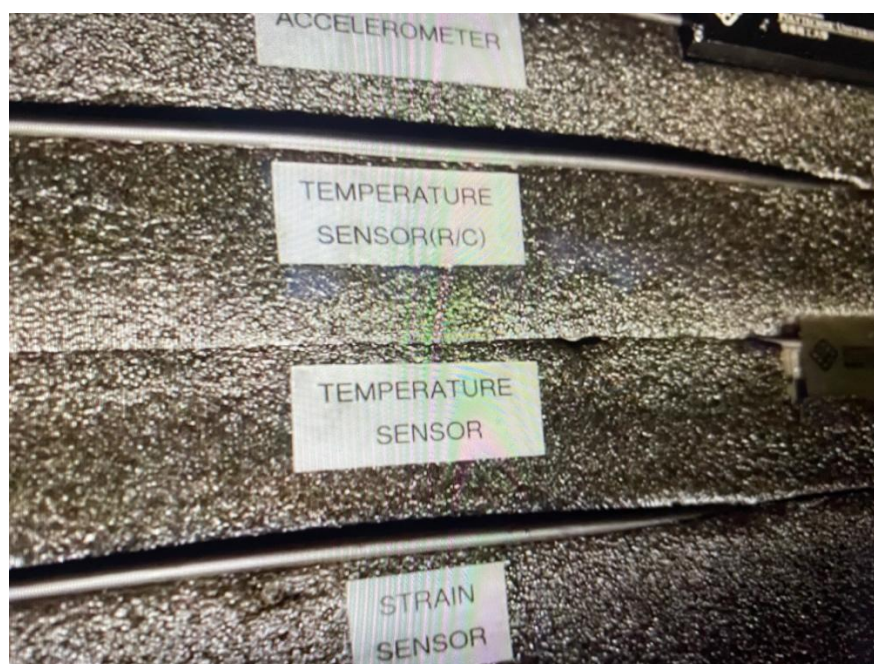 ACCELEROMETER
TEMPERATURE
SENSOR(R/C)
TEMPERATURE
SENSOR
STRAIN
SENSOR